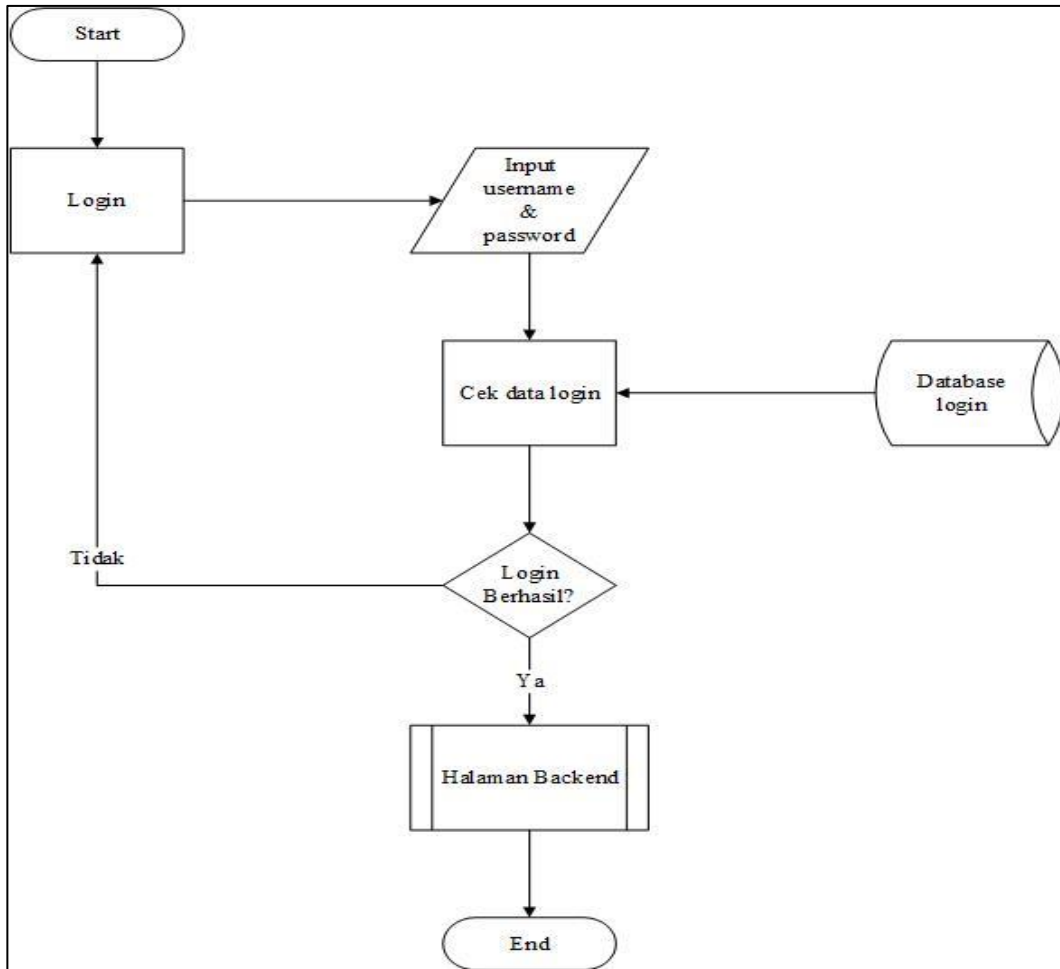 Start
Login
Input
username
&
password
Cek data login
Database
login
Tidak
Login
Berhasil?
Ya
Halaman Backend
End